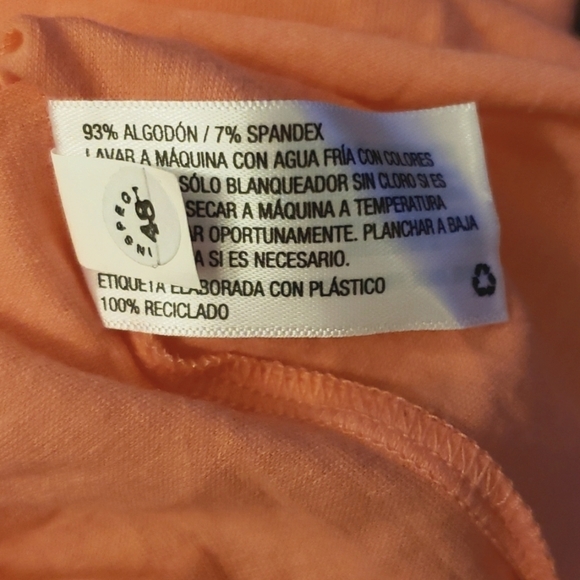 93% ALGODÓN / 7% SPANDEX
LAVAR A MÁQUINA CON AGUA FRÍA CON COLORES
SÓLO BLANQUEADOR SIN CLORO SI ES
SECAR A MÁQUINA A TEMPERATURA
OPORTUNAMENTE. PLANCHAR A BAJA
SI ES NECESARIO.
ETIQUETA ELABORADA CON PLÁSTICO
100% RECICLADO
48